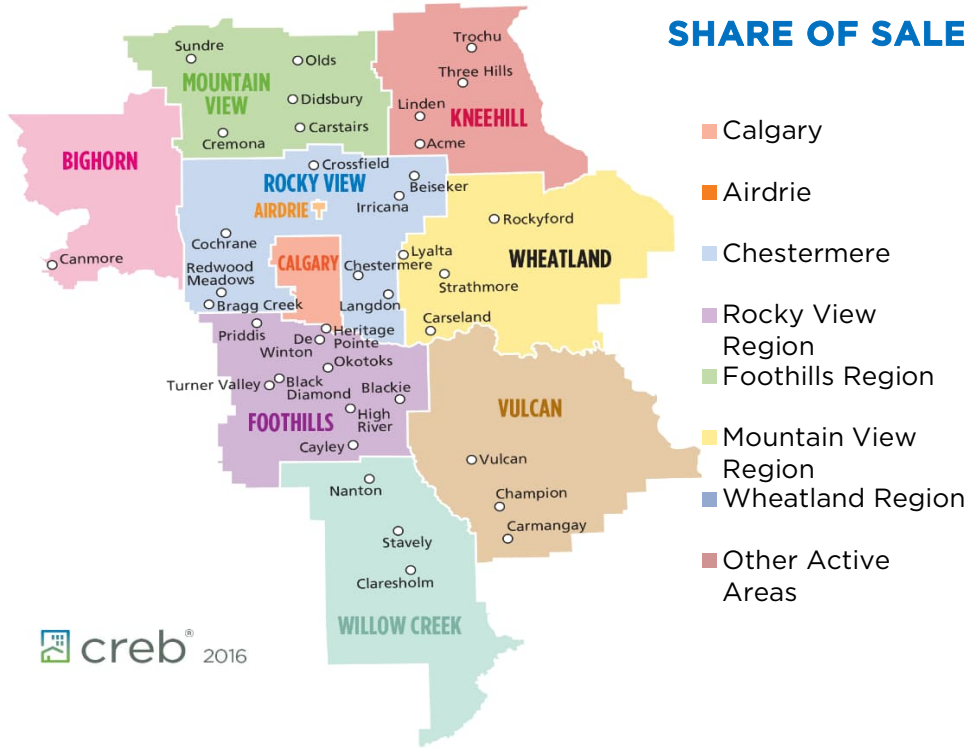 SHARE OF SALE
Sundre
Olds
MOUNTAIN
VIEW
Didsbury
Carstairs
Cremona
Trochu
Three Hills
Linden
KNEEHILL
Acme
BIGHORN
Canmore
Crossfield
ROCKY VIEW
Beiseker
AIRDRIE
Irricana
Cochrane
CALGARY
Chestermere
Redwood
Meadows
Bragg Creek
Langdon
Rockyford
Lyalta
WHEATLAND
Strathmore
Carseland
Priddis
De
Winton
Heritage
Pointe
Okotoks
Turner Valley
Black
Diamond
Blackie
FOOTHILLS
High
River
Cayley
VULCAN
Vulcan
Champion
Carmangay
Nanton
Stavely
Claresholm
WILLOW CREEK
creb® 2016
Calgary
Airdrie
Chestermere
Rocky View
Region
Foothills Region
Mountain View
Region
Wheatland Region
Other Active
Areas